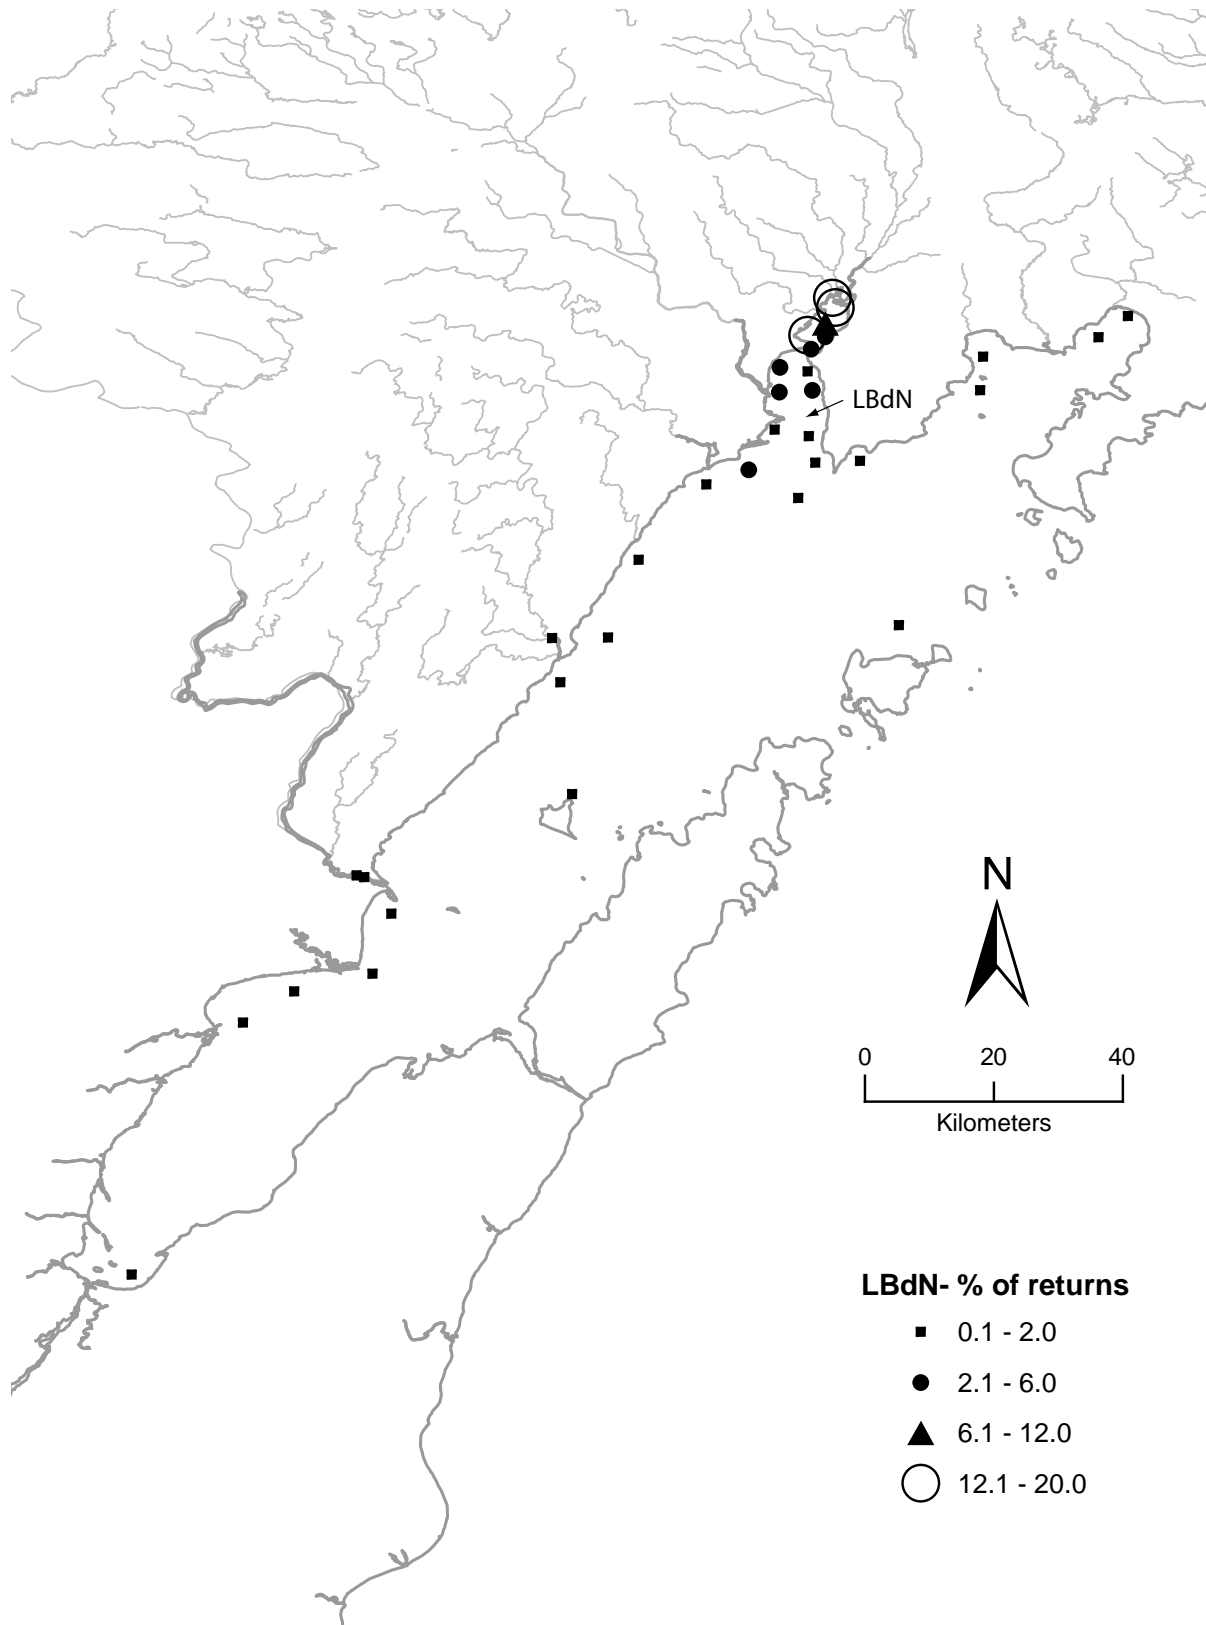 LBdN
N
0 20 40
Kilometers
LBdN- % of returns
0.1 - 2.0
2.1 - 6.0
6.1 - 12.0
12.1 - 20.0